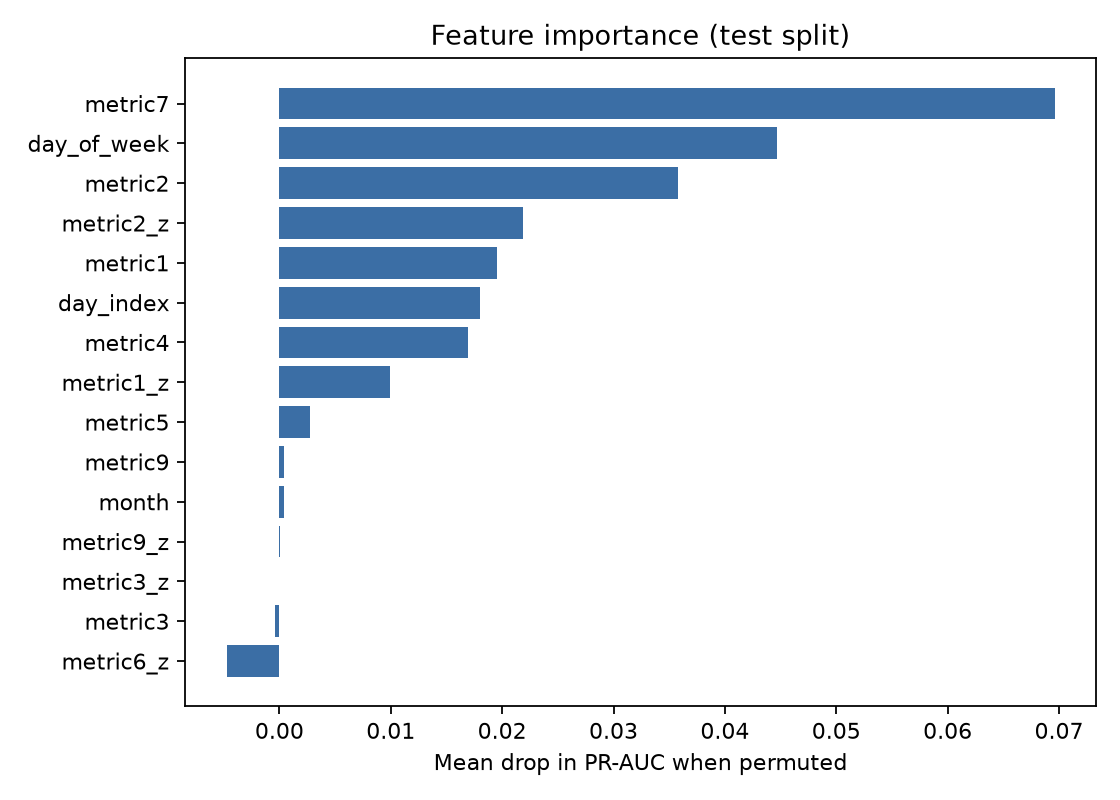 Feature importance (test split)
metric7
day_of_week
metric2
metric2_z
metric1
day_index
metric4
metric1_z
metric5
metric9
month
metric9_z
metric3_z
metric3
metric6_z
0.00 0.01 0.02 0.03 0.04 0.05 0.06 0.07
Mean drop in PR-AUC when permuted